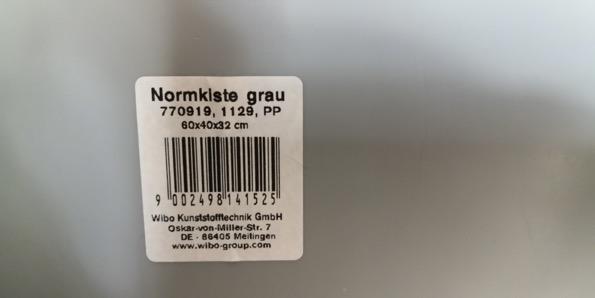 Normkiste grau
770919, 1129, PP
60x40x32 cm
9 002498 141525
Wibo Kunststofftechnik GmbH
Oskar-von-Miller-Str. 7
DE - 86405 Meitingen
www.wibo-group.com